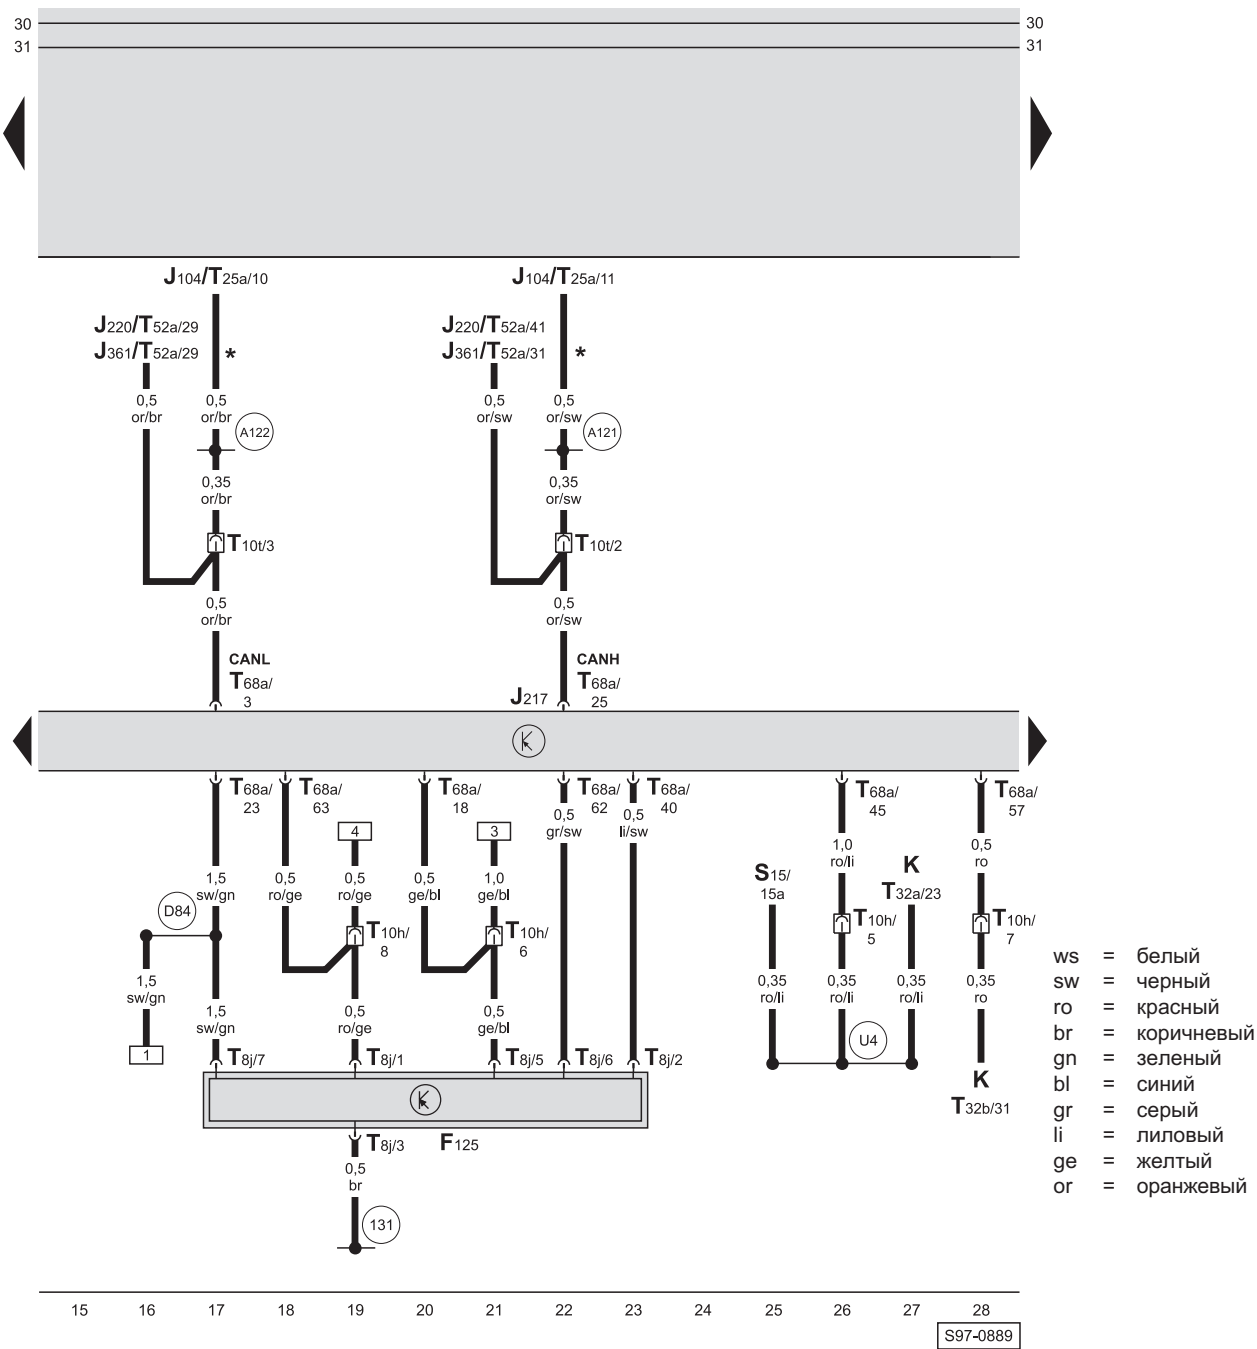 30 30
31 31
J104/T25a/10 J104/T25a/11
J220/T52a/29 J220/T52a/41
J361/T52a/29 * J361/T52a/31 *
0,5 0,5 0,5 0,5
or/br or/br or/sw or/sw
A122 A121
0,35 0,35
or/br or/sw
T10t/3 T10t/2
0,5 0,5
or/br or/sw
CANL CANH
T68a/ J217 T68a/
3 25
T68a/ T68a/ T68a/ T68a/ T68a/ T68a/ T68a/
23 63 18 62 40 45 57
0,5 0,5
gr/sw li/sw
4 3
1,0 0,5
ro/li ro
1,5 0,5 0,5 0,5 1,0 S15/ K
sw/gn ro/ge ro/ge ge/bl ge/bl 15a T32a/23
D84
T10h/ T10h/ T10h/ T10h/
8 6 5 7
1,5 0,35 0,35 0,35 0,35
sw/gn ro/li ro/li ro/li ro
1,5 0,5 0,5
sw/gn ro/ge ge/bl
U4
1 T8j/7 T8j/1 T8j/5 T8j/6 T8j/2
K
T32b/31
T8j/3 F125
0,5
br
131
ws = белый
sw = черный
ro = красный
br = коричневый
gn = зеленый
bl = синий
gr = серый
li = лиловый
ge = желтый
or = оранжевый
15 16 17 18 19 20 21 22 23 24 25 26 27 28
S97-0889